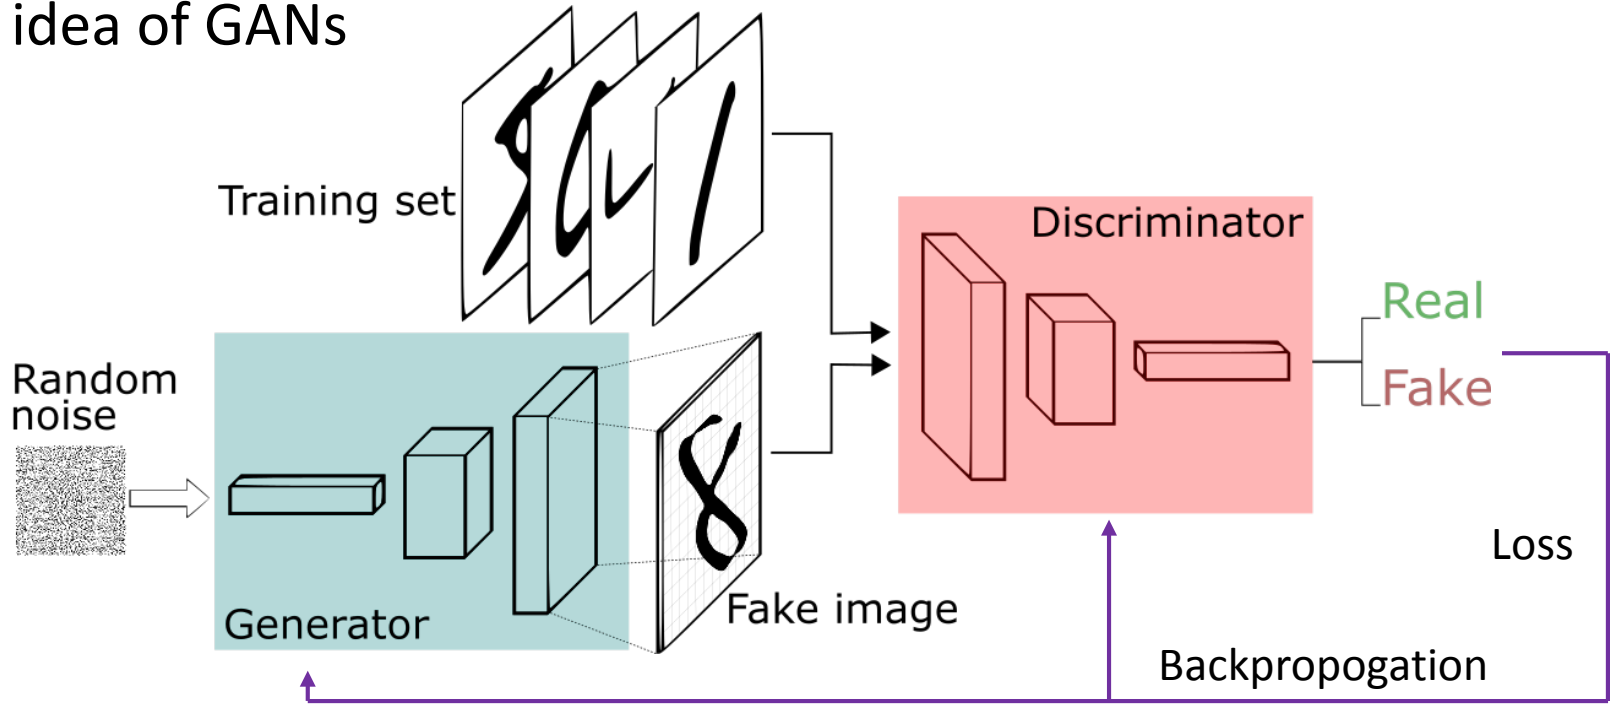 idea of GANs
Training set
Discriminator
Real
Fake
Random
noise
Generator
Fake image
Loss
Backpropogation